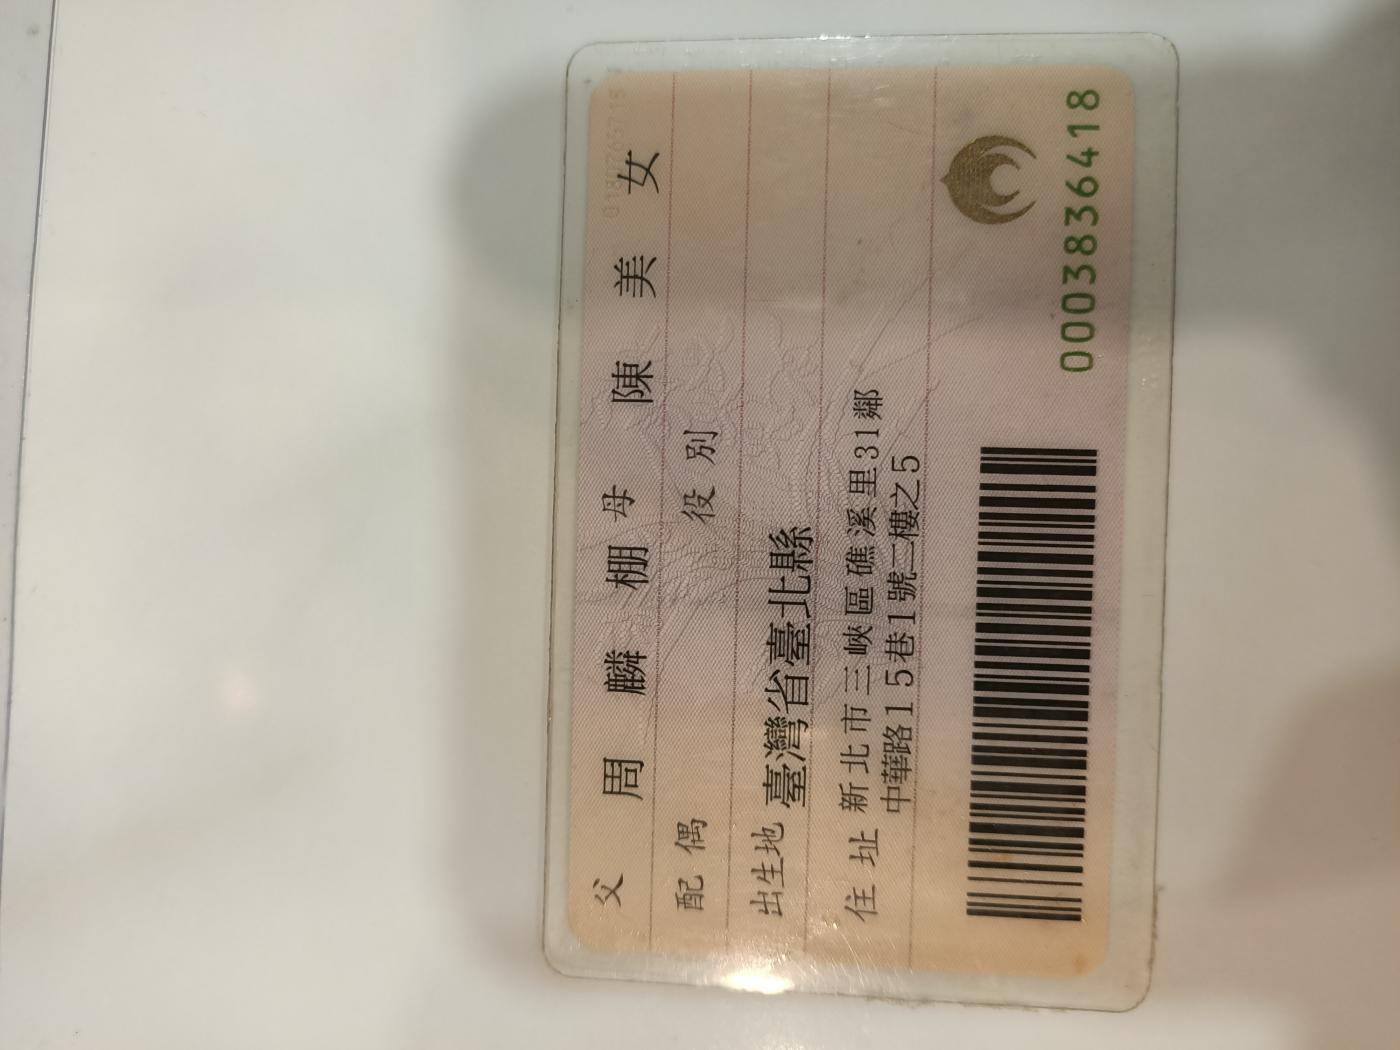 0180765715
父 周麟棚 母 陳美女
配偶 役別
出生地 臺灣省臺北縣
住址 新北市三峽區礁溪里31鄰
中華路15巷1號二樓之5
0003836418